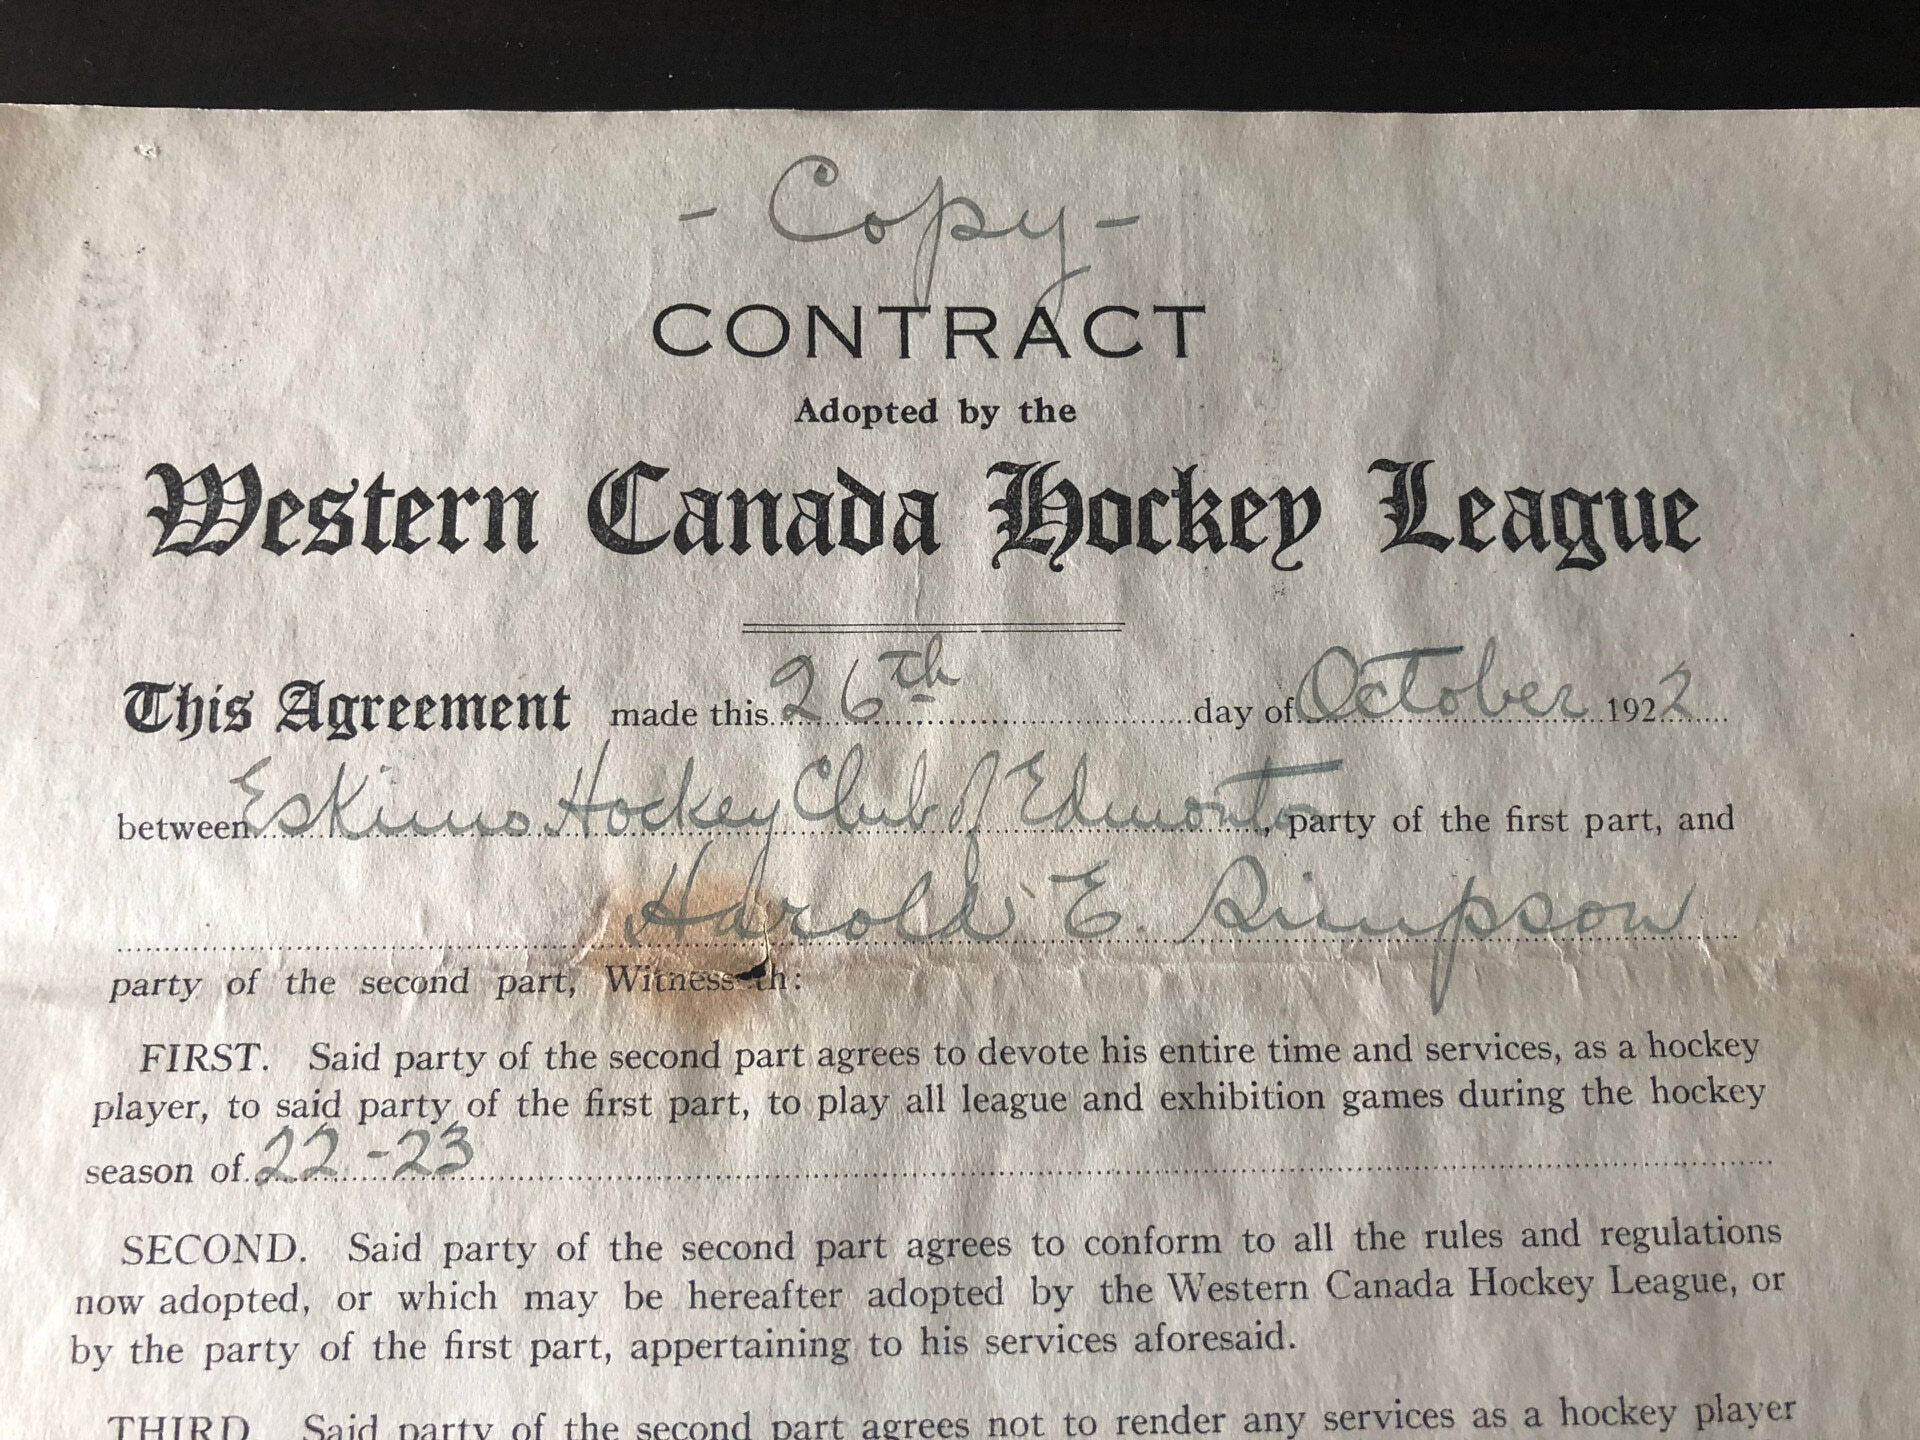 - Copy -
CONTRACT
Adopted by the
Western Canada Hockey League
This Agreement made this 26th day of October 1922
between Eskimo Hockey Club of Edmonton, party of the first part, and
Harold E. Simpson
party of the second part, Witnesseth:
FIRST. Said party of the second part agrees to devote his entire time and services, as a hockey
player, to said party of the first part, to play all league and exhibition games during the hockey
season of 22-23
SECOND. Said party of the second part agrees to conform to all the rules and regulations
now adopted, or which may be hereafter adopted by the Western Canada Hockey League, or
by the party of the first part, appertaining to his services aforesaid.
THIRD. Said party of the second part agrees not to render any services as a hockey player